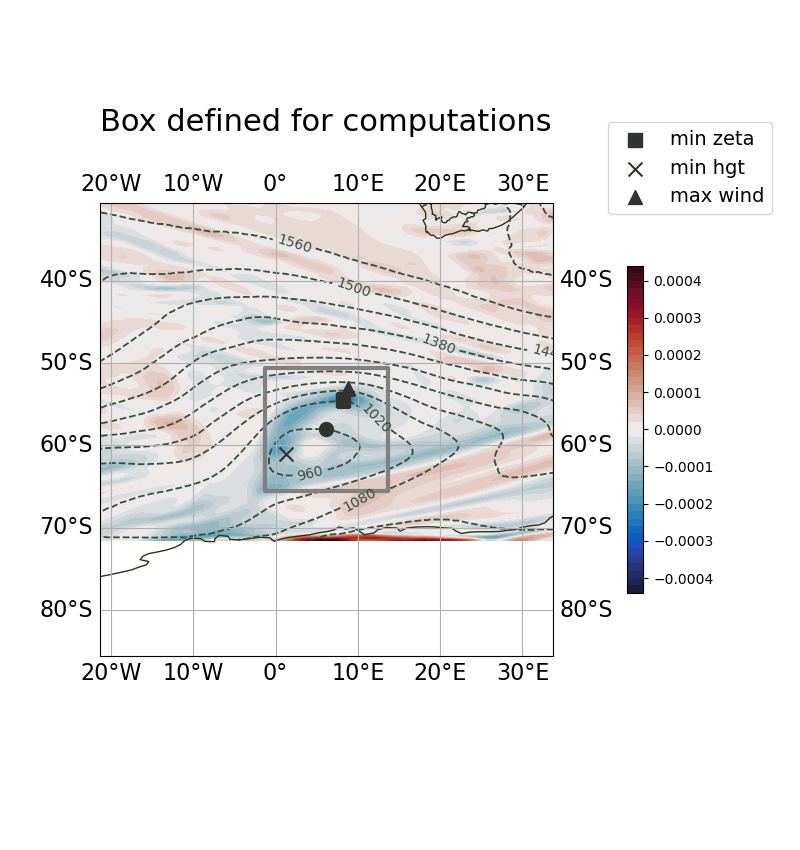 Box defined for computations
min zeta
min hgt
max wind
20°W 10°W 0° 10°E 20°E 30°E
1560
40°S 1500 40°S
1380
144
50°S 50°S
1020
60°S 60°S
960
1080
70°S 70°S
80°S 80°S
20°W 10°W 0° 10°E 20°E 30°E
0.0004
0.0003
0.0002
0.0001
0.0000
−0.0001
−0.0002
−0.0003
−0.0004